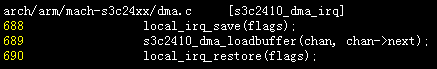 arch/arm/mach-s3c24xx/dma.c [s3c2410_dma_irq]
688 local_irq_save(flags);
689 s3c2410_dma_loadbuffer(chan, chan->next);
690 local_irq_restore(flags);